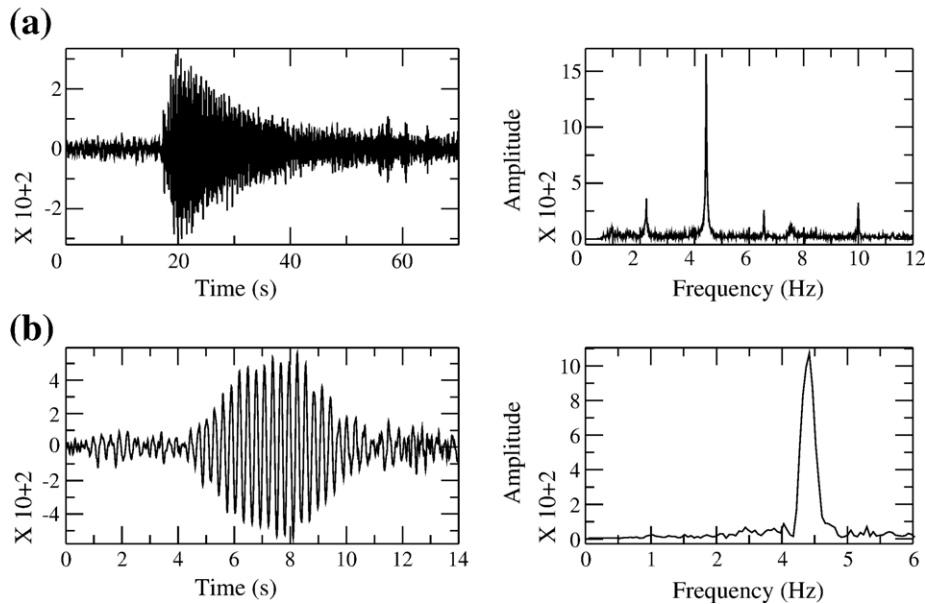 (a)
2
0
-2
X 10+2
0 20 40 60
Time (s)
15
10
5
0
Amplitude
X 10+2
0 2 4 6 8 10 12
Frequency (Hz)
(b)
4
2
0
-2
-4
X 10+2
0 2 4 6 8 10 12 14
Time (s)
10
8
6
4
2
0
Amplitude
X 10+2
0 1 2 4 5 6
Frequency (Hz)